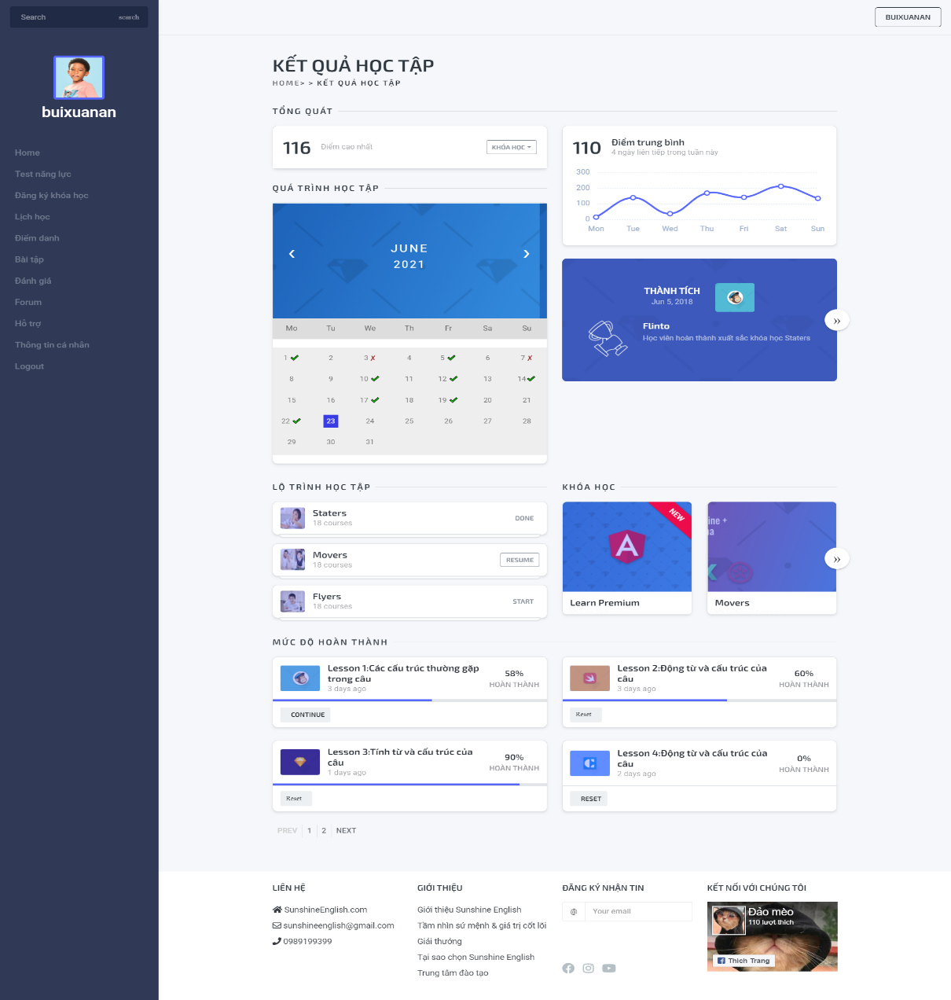 Search search
buixuanan
Home
Test năng lực
Đăng ký khóa học
Lịch học
Điểm danh
Bài tập
Đánh giá
Forum
Hỗ trợ
Thông tin cá nhân
Logout
BUIXUANAN
KẾT QUẢ HỌC TẬP
HOME> > KẾT QUẢ HỌC TẬP
TỔNG QUÁT
116 Điểm cao nhất KHÓA HỌC
110 Điểm trung bình
4 ngày liên tiếp trong tuần này
300
200
100
0
Mon Tue Wed Thu Fri Sat Sun
QUÁ TRÌNH HỌC TẬP
‹ JUNE ›
2021
Mo Tu We Th Fr Sa Su
1 ✔ 2 3 ✗ 4 5 ✔ 6 7 ✗
8 9 10 ✔ 11 12 ✔ 13 14 ✔
15 16 17 ✔ 18 19 ✔ 20 21
22 ✔ 23 24 25 26 27 28
29 30 31
THÀNH TÍCH
Jun 5, 2018
Flinto
Học viên hoàn thành xuất sắc khóa học Staters
»
LỘ TRÌNH HỌC TẬP
Staters
18 courses
DONE
Movers
18 courses
RESUME
Flyers
18 courses
START
KHÓA HỌC
NEW
A
Learn Premium
ine +
na
»
Movers
MỨC ĐỘ HOÀN THÀNH
Lesson 1:Các cấu trúc thường gặp
trong câu
3 days ago
58%
HOÀN THÀNH
CONTINUE
Lesson 2:Động từ và cấu trúc của
câu
3 days ago
60%
HOÀN THÀNH
Reset
Lesson 3:Tính từ và cấu trúc của
câu
1 days ago
90%
HOÀN THÀNH
Reset
Lesson 4:Động từ và cấu trúc của
câu
2 days ago
0%
HOÀN THÀNH
RESET
PREV 1 2 NEXT
LIÊN HỆ
SunshineEnglish.com
sunshineenglish@gmail.com
0989199399
GIỚI THIỆU
Giới thiệu Sunshine English
Tầm nhìn sứ mệnh & giá trị cốt lõi
Giải thưởng
Tại sao chọn Sunshine English
Trung tâm đào tạo
ĐĂNG KÝ NHẬN TIN
@ Your email
KẾT NỐI VỚI CHÚNG TÔI
Đảo mèo
110 lượt thích
Thích Trang